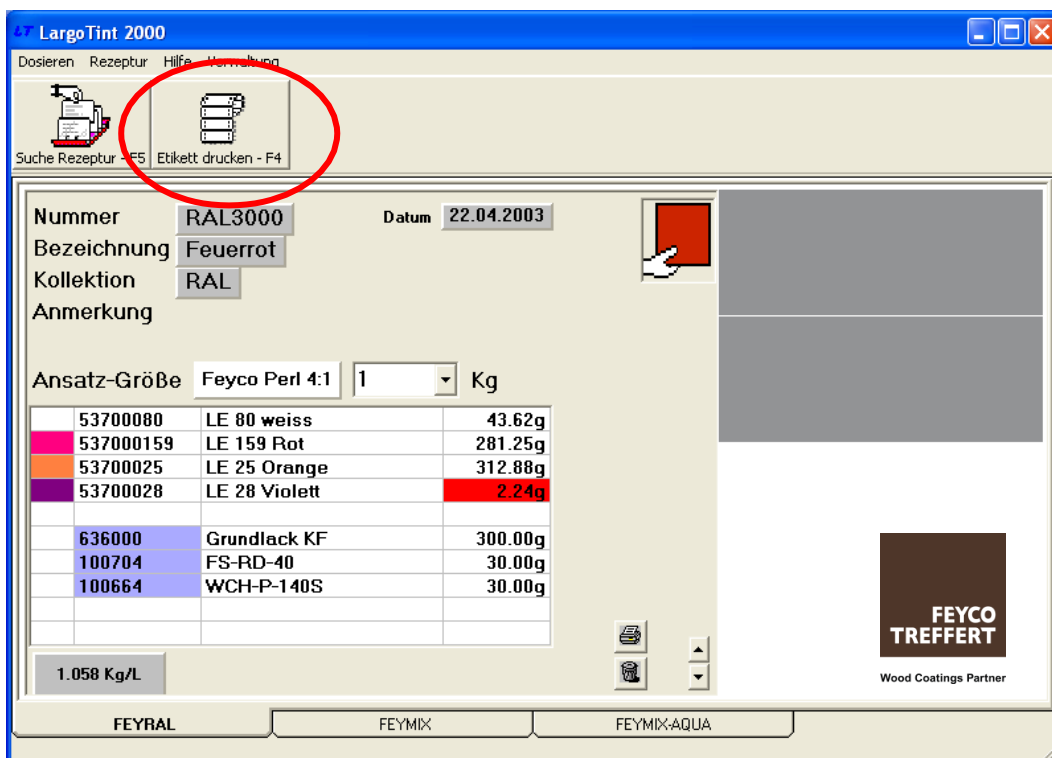 LT LargoTint 2000
Dosieren Rezeptur Hilfe Verwaltung
Suche Rezeptur - F5 Etikett drucken - F4
Nummer RAL3000 Datum 22.04.2003
Bezeichnung Feuerrot
Kollektion RAL
Anmerkung
Ansatz-Größe Feyco Perl 4:1 1 Kg
53700080 LE 80 weiss 43.62g
537000159 LE 159 Rot 281.25g
53700025 LE 25 Orange 312.88g
53700028 LE 28 Violett 2.24g
636000 Grundlack KF 300.00g
100704 FS-RD-40 30.00g
100664 WCH-P-140S 30.00g
FEYCO
TREFFERT
1.058 Kg/L
Wood Coatings Partner
FEYRAL FEYMIX FEYMIX-AQUA